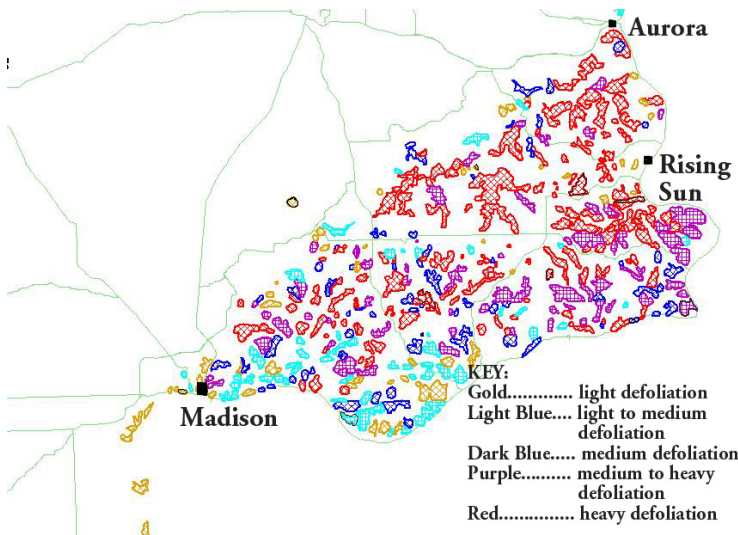 Aurora
Rising
Sun
Madison
KEY:
Gold............. light defoliation
Light Blue.... light to medium
defoliation
Dark Blue..... medium defoliation
Purple.......... medium to heavy
defoliation
Red............... heavy defoliation